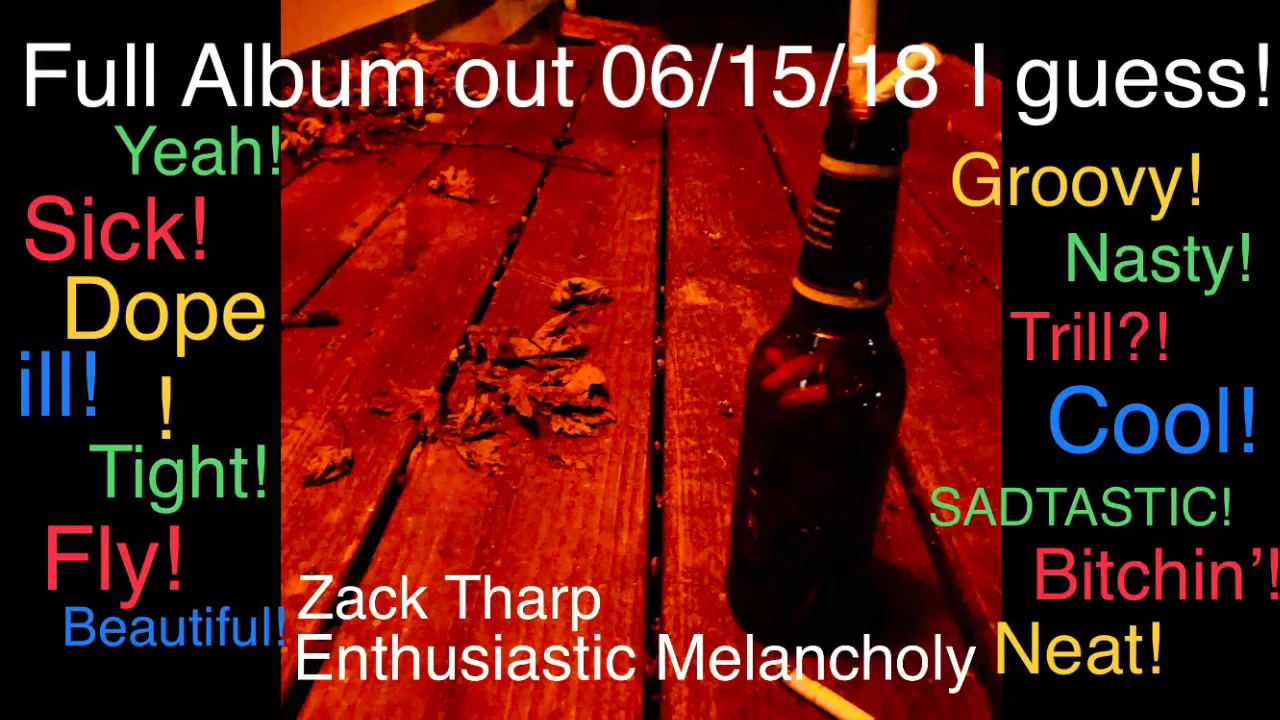 Full Album out 06/15/18 I guess!
Yeah!
Sick!
Dope
ill!
!
Tight!
Fly!
Beautiful!
Groovy!
Nasty!
Trill?!
Cool!
SADTASTIC!
Bitchin’!
Neat!
Zack Tharp
Enthusiastic Melancholy